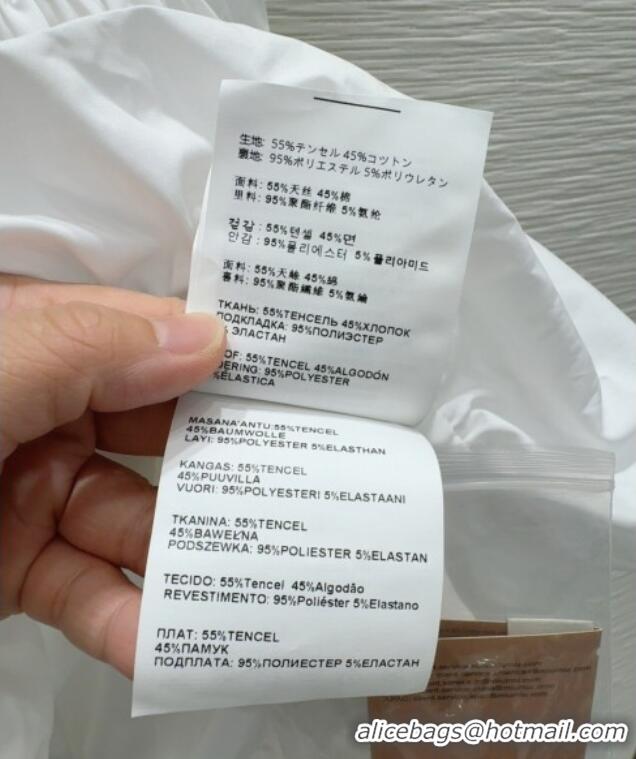 生地: 55%テンセル 45%コットン
裏地: 95%ポリエステル 5%ポリウレタン
面料: 55%天丝 45%棉
里料: 95%聚酯纤维 5%氨纶
겉감: 55%텐셀 45%면
안감: 95%폴리에스터 5%폴리아미드
面料: 55%天絲 45%綿
裏料: 95%聚酯纖維 5%氨綸
ТКАНЬ: 55%ТЕНСЕЛЬ 45%ХЛОПОК
ПОДКЛАДКА: 95%ПОЛИЭСТЕР
% ЭЛАСТАН
OF: 55%TENCEL 45%ALGODÓN
DERING: 95%POLYESTER
%ELASTICA
MASANA'ANTU:55%TENCEL
45%BAUMWOLLE
LAYI: 95%POLYESTER 5%ELASTHAN
KANGAS: 55%TENCEL
45%PUUVILLA
VUORI: 95%POLYESTERI 5%ELASTAANI
TKANINA: 55%TENCEL
45%BAWEŁNA
PODSZEWKA: 95%POLIESTER 5%ELASTAN
TECIDO: 55%Tencel 45%Algodão
REVESTIMENTO: 95%Poliéster 5%Elastano
ПЛАТ: 55%TENCEL
45%ПАМУК
ПОДПЛАТА: 95%ПОЛИЕСТЕР 5%ЕЛАСТАН
alicebags@hotmail.com